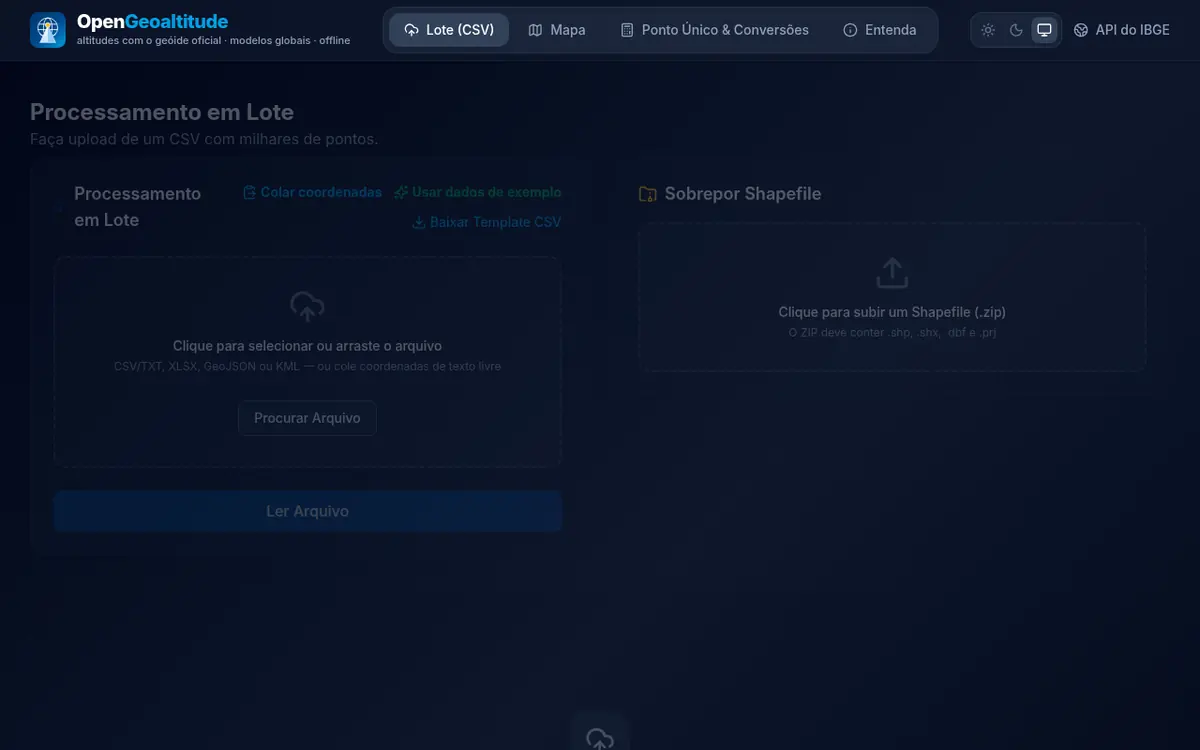 OpenGeoaltitude
altitudes com o geóide oficial · modelos globais · offline
Lote (CSV)
Mapa
Ponto Único & Conversões
Entenda
API do IBGE
Processamento em Lote
Faça upload de um CSV com milhares de pontos.
Processamento
em Lote
Colar coordenadas
Usar dados de exemplo
Baixar Template CSV
Clique para selecionar ou arraste o arquivo
CSV/TXT, XLSX, GeoJSON ou KML — ou cole coordenadas de texto livre
Procurar Arquivo
Ler Arquivo
Sobrepor Shapefile
Clique para subir um Shapefile (.zip)
O ZIP deve conter .shp, .shx, .dbf e .prj